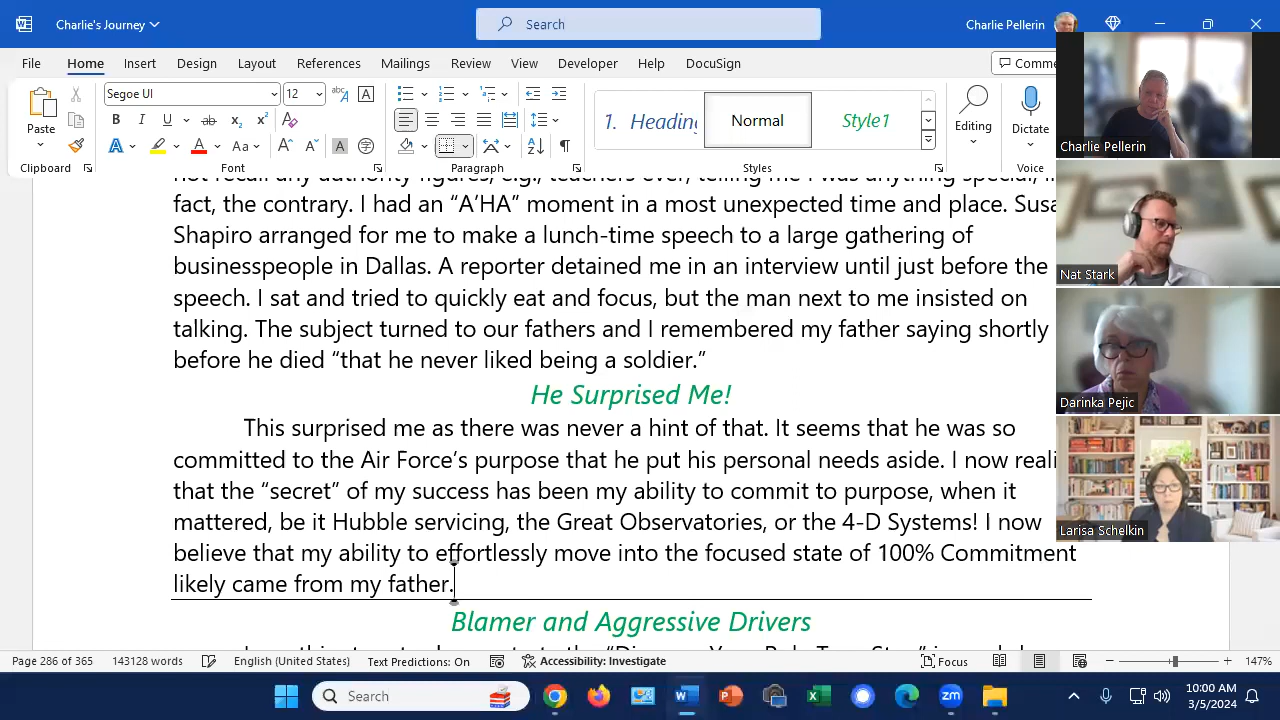 Charlie's Journey
Search
Charlie Pellerin
File Home Insert Design Layout References Review View Developer Help DocuSign
Segoe UI 12
Paste
Clipboard
Font
Paragraph
1. Heading Normal Style1
Styles
Editing
Dictate
Voice
fact, the contrary. I had an “A’HA” moment in a most unexpected time and place.
Shapiro arranged for me to make a lunch-time speech to a large gathering of
businesspeople in Dallas. A reporter detained me in an interview until just before the
speech. I sat and tried to quickly eat and focus, but the man next to me insisted on
talking. The subject turned to our fathers and I remembered my father saying shortly
before he died “that he never liked being a soldier.”
He Surprised Me!
This surprised me as there was never a hint of that. It seems that he was so
committed to the Air Force’s purpose that he put his personal needs aside. I now
that the “secret” of my success has been my ability to commit to purpose, when it
mattered, be it Hubble servicing, the Great Observatories, or the 4-D Systems! I now
believe that my ability to effortlessly move into the focused state of 100% Commitment
likely came from my father.
Blamer and Aggressive Drivers
Charlie Pellerin
Nat Stark
Darinka Pejic
Larisa Schelkin
Page 286 of 365 143128 words English (United States) Text Predictions: On Accessibility: Investigate Focus 147%
Search
10:00 AM
3/5/2024